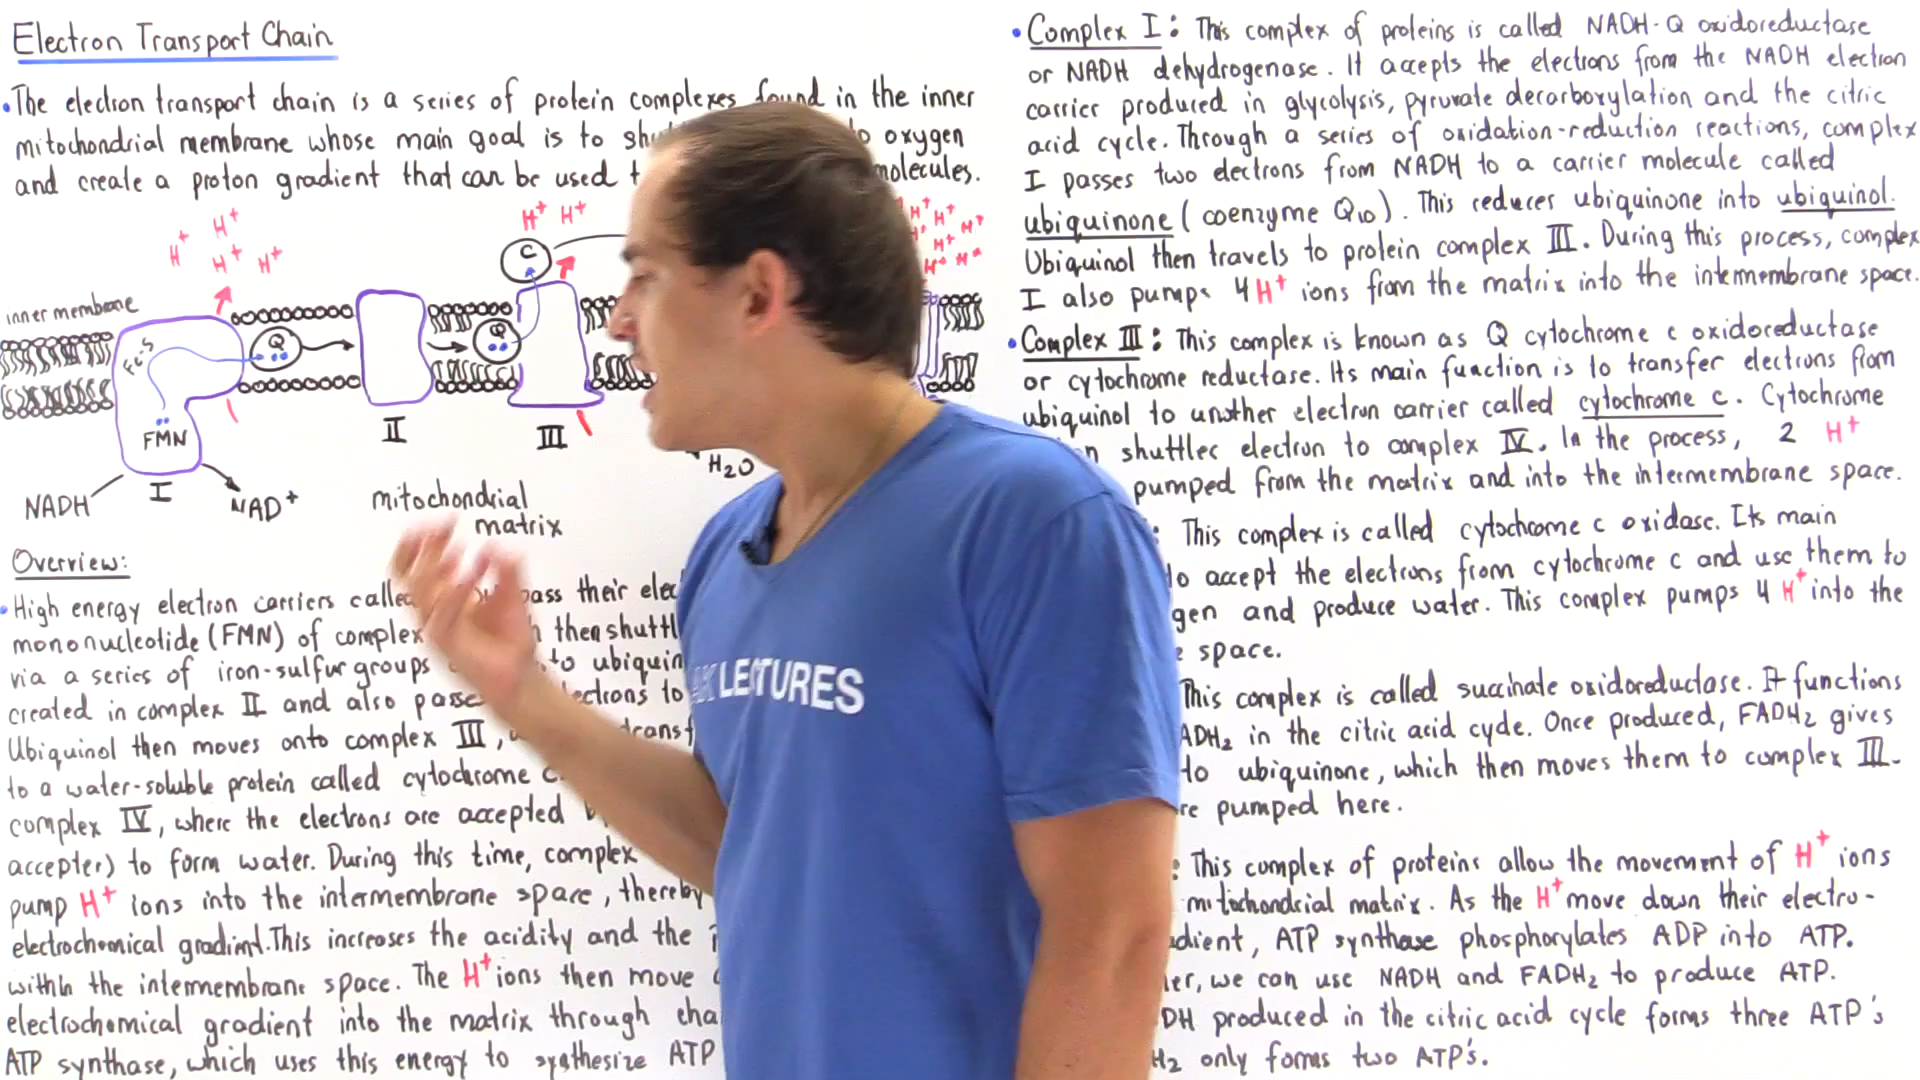 Electron Transport Chain
•The electron transport chain is a series of protein complexes found in the inner
mitochondrial membrane whose main goal is to oxygen
and create a proton gradient that can be used molecules.
H+ H+ H+ H+
inner membrane
Fe-S
FMN
Q
I
NADH
NAD+
II
Q
C
H+ H+
III
H+ H+ H+ H+ H+ H+ H+ H+
H2O
mitochondrial
matrix
Overview:
•High energy electron carriers called pass their
mononucleotide (FMN) of complex then
via a series of iron-sulfur groups to
created in complex II and also to
Ubiquinol then moves onto complex III,
to a water-soluble protein called cytochrome c.
complex IV, where the electrons are accepted
accepter) to form water. During this time, complex
pump H+ ions into the intermembrane space, thereby
electrochemical gradient. This increases the acidity and the
within the intermembrane space. The H+ ions then move
electrochemical gradient into the matrix through
ATP synthase, which uses this energy to synthesize ATP
•Complex I: This complex of proteins is called NADH-Q oxidoreductase
or NADH dehydrogenase. It accepts the electrons from the NADH electron
carrier produced in glycolysis, pyruvate decarboxylation and the citric
acid cycle. Through a series of oxidation-reduction reactions, complex
I passes two electrons from NADH to a carrier molecule called
ubiquinone (coenzyme Q10). This reduces ubiquinone into ubiquinol.
Ubiquinol then travels to protein complex III. During this process, complex
I also pumps 4 H+ ions from the matrix into the intermembrane space.
•Complex III: This complex is known as Q cytochrome c oxidoreductase
or cytochrome reductase. Its main function is to transfer electrons from
ubiquinol to another electron carrier called cytochrome c. Cytochrome
shuttles electron to complex IV. In the process, 2 H+
pumped from the matrix and into the intermembrane space.
: This complex is called cytochrome c oxidase. Its main
to accept the electrons from cytochrome c and use them to
and produce water. This complex pumps 4 H+ into the
space.
This complex is called succinate oxidoreductase. It functions
in the citric acid cycle. Once produced, FADH2 gives
to ubiquinone, which then moves them to complex III.
pumped here.
: This complex of proteins allow the movement of H+ ions
mitochondrial matrix. As the H+ move down their electro-
ATP synthase phosphorylates ADP into ATP.
we can use NADH and FADH2 to produce ATP.
produced in the citric acid cycle forms three ATP's
only forms two ATP's.
LECTURES